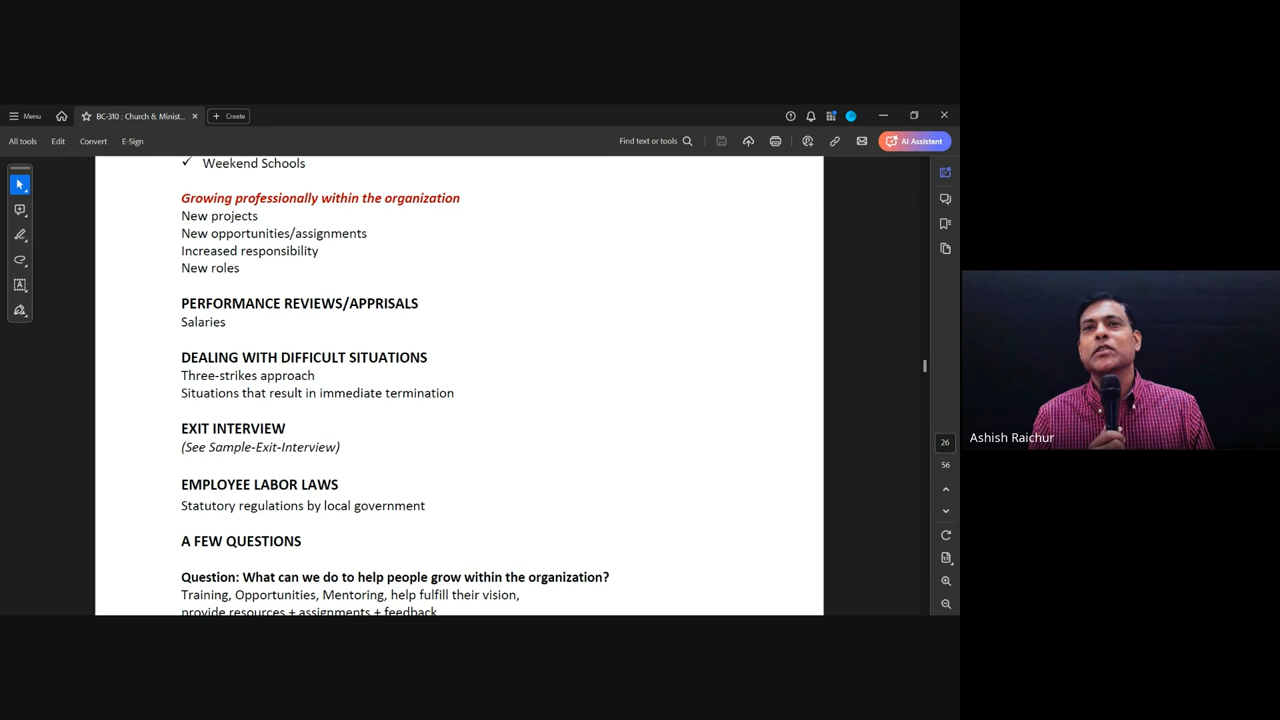 Menu
BC-310 : Church & Minist...
Create
All tools
Edit
Convert
E-Sign
Find text or tools
AI Assistant
✓ Weekend Schools
Growing professionally within the organization
New projects
New opportunities/assignments
Increased responsibility
New roles
PERFORMANCE REVIEWS/APPRISALS
Salaries
DEALING WITH DIFFICULT SITUATIONS
Three-strikes approach
Situations that result in immediate termination
EXIT INTERVIEW
(See Sample-Exit-Interview)
EMPLOYEE LABOR LAWS
Statutory regulations by local government
A FEW QUESTIONS
Question: What can we do to help people grow within the organization?
Training, Opportunities, Mentoring, help fulfill their vision,
provide resources + assignments + feedback
26
56
Ashish Raichur